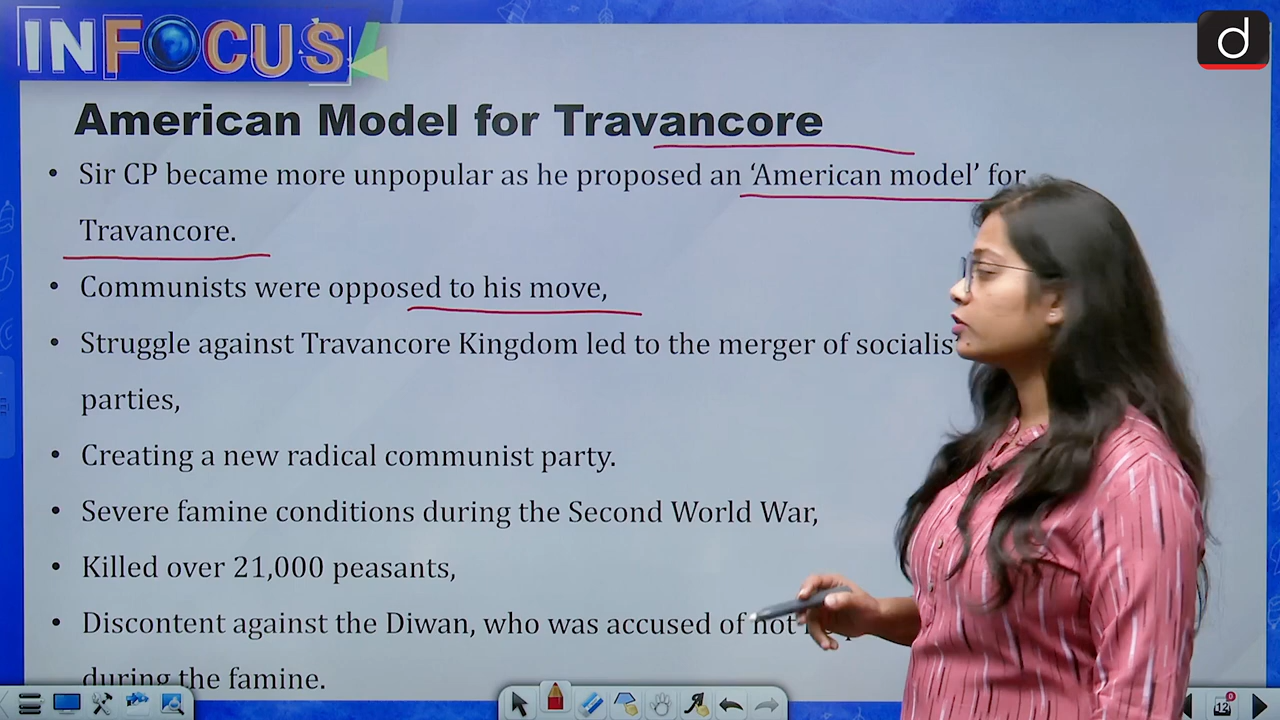 INFOCUS
d
American Model for Travancore
• Sir CP became more unpopular as he proposed an ‘American model’ for
Travancore.
• Communists were opposed to his move,
• Struggle against Travancore Kingdom led to the merger of
parties,
• Creating a new radical communist party.
• Severe famine conditions during the Second World War,
• Killed over 21,000 peasants,
• Discontent against the Diwan, who was accused of not
during the famine.
12